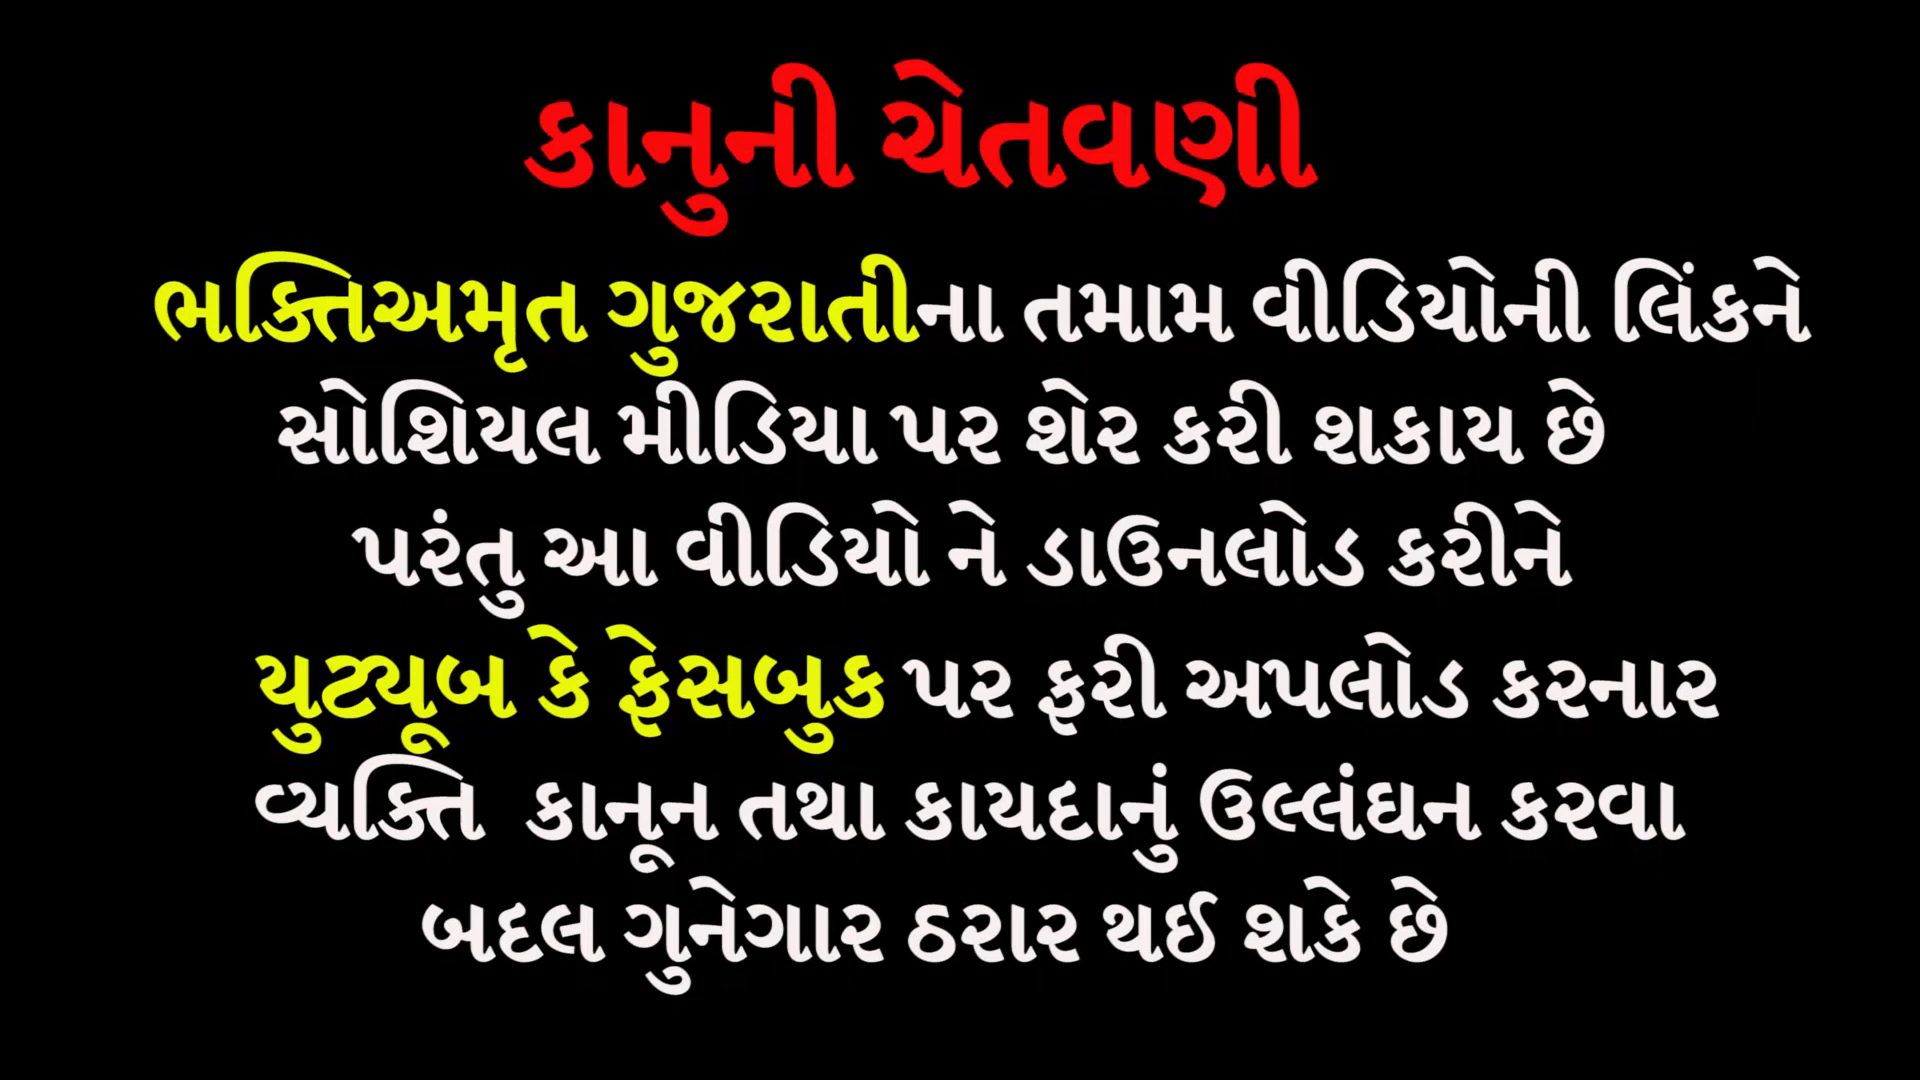 કાનુની ચેતવણી
ભક્તિઅમૃત ગુજરાતીના તમામ વીડિયોની લિંકને
સોશિયલ મીડિયા પર શેર કરી શકાય છે
પરંતુ આ વીડિયો ને ડાઉનલોડ કરીને
યુટ્યૂબ કે ફેસબુક પર ફરી અપલોડ કરનાર
વ્યક્તિ કાનૂન તથા કાયદાનું ઉલ્લંઘન કરવા
બદલ ગુનેગાર ઠરાર થઈ શકે છે